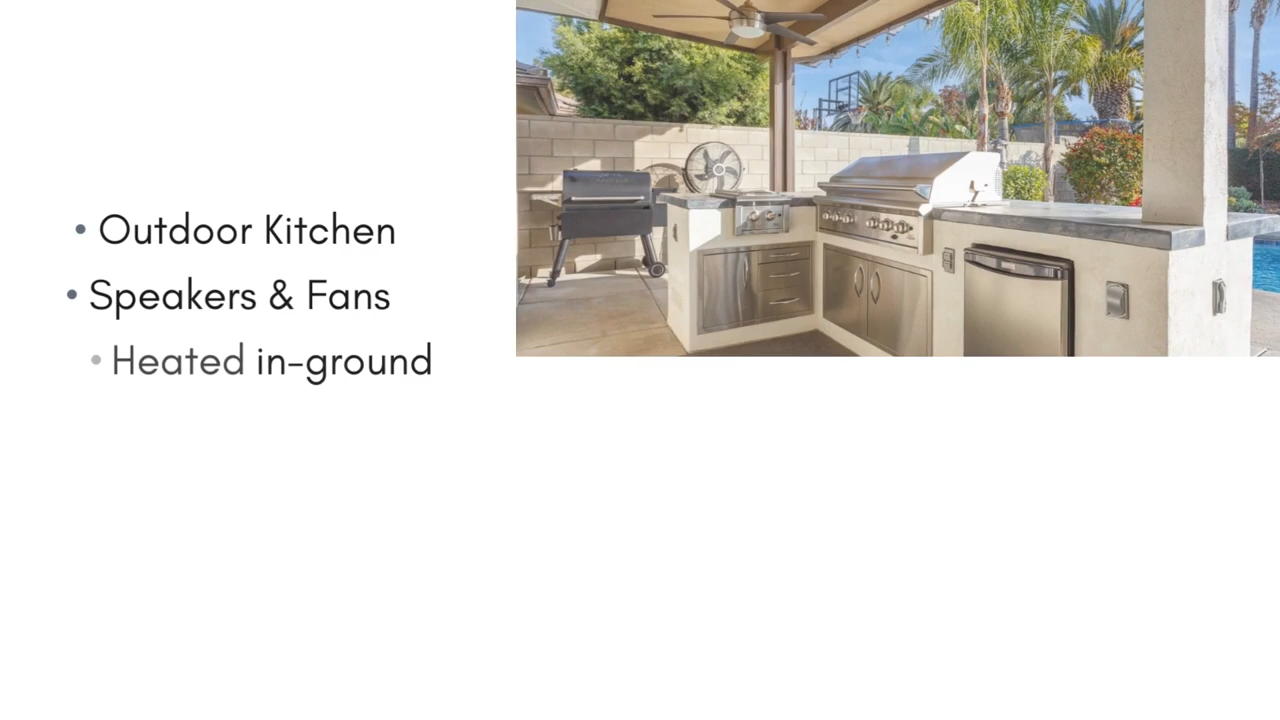 • Outdoor Kitchen
• Speakers & Fans
• Heated in-ground